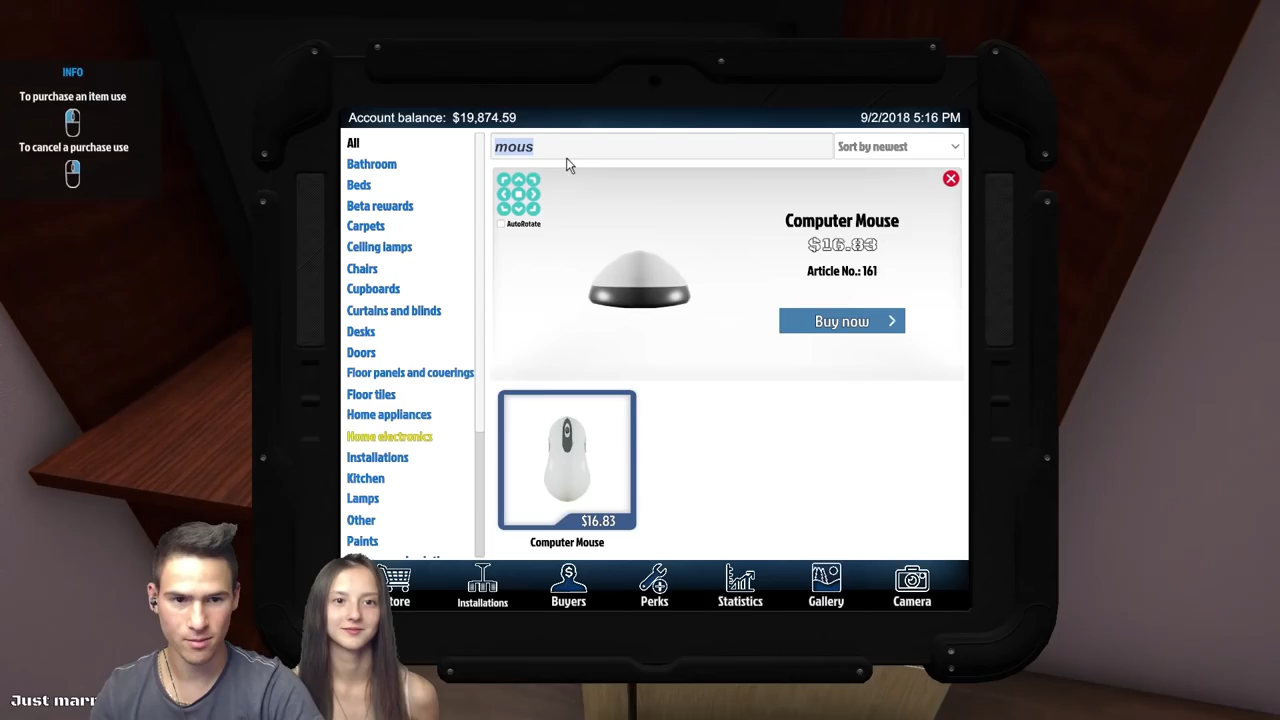 INFO
To purchase an item use
To cancel a purchase use
Account balance: $19,874.59
9/2/2018 5:16 PM
All
Bathroom
Beds
Beta rewards
Carpets
Ceiling lamps
Chairs
Cupboards
Curtains and blinds
Desks
Doors
Floor panels and coverings
Floor tiles
Home appliances
Home electronics
Installations
Kitchen
Lamps
Other
Paints
mous
Sort by newest
AutoRotate
Computer Mouse
$16.83
Article No.: 161
Buy now
$16.83
Computer Mouse
tore
Installations
Buyers
Perks
Statistics
Gallery
Camera
Just marr